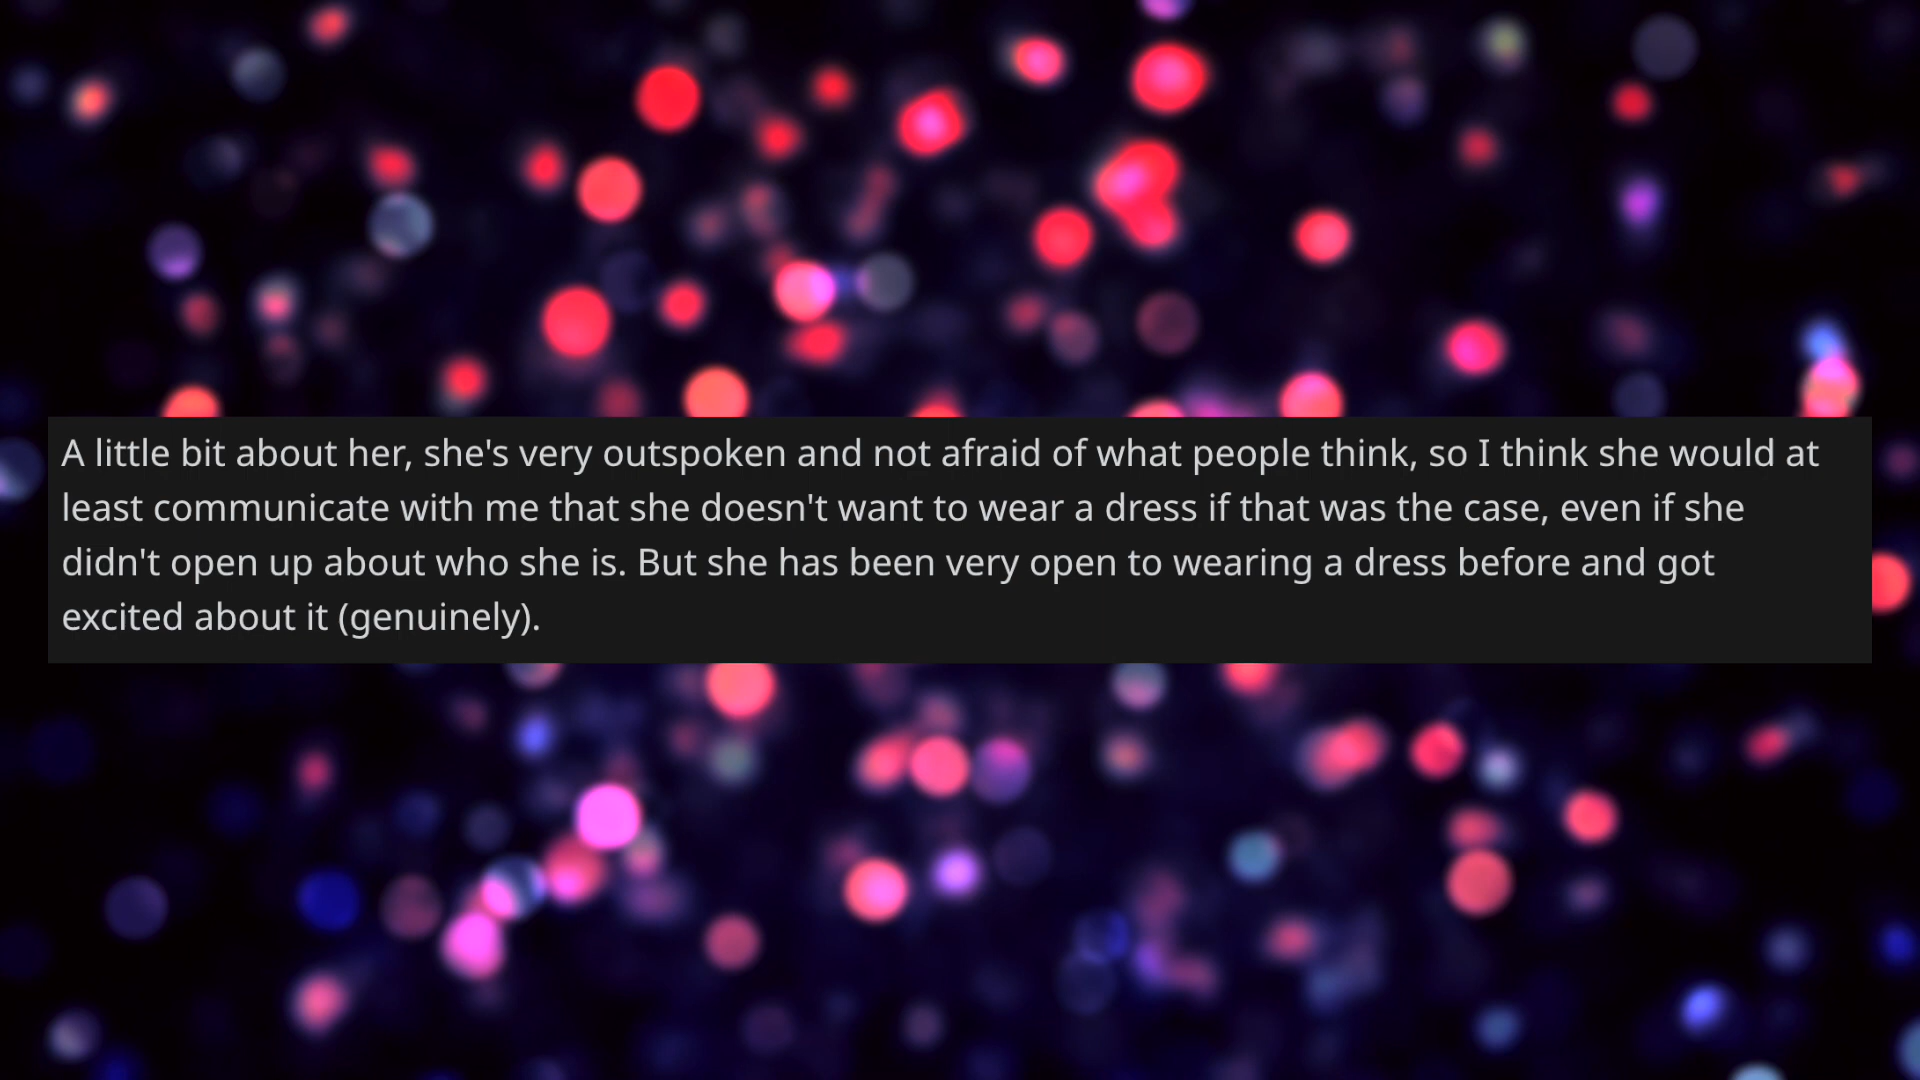 A little bit about her, she's very outspoken and not afraid of what people think, so I think she would at
least communicate with me that she doesn't want to wear a dress if that was the case, even if she
didn't open up about who she is. But she has been very open to wearing a dress before and got
excited about it (genuinely).